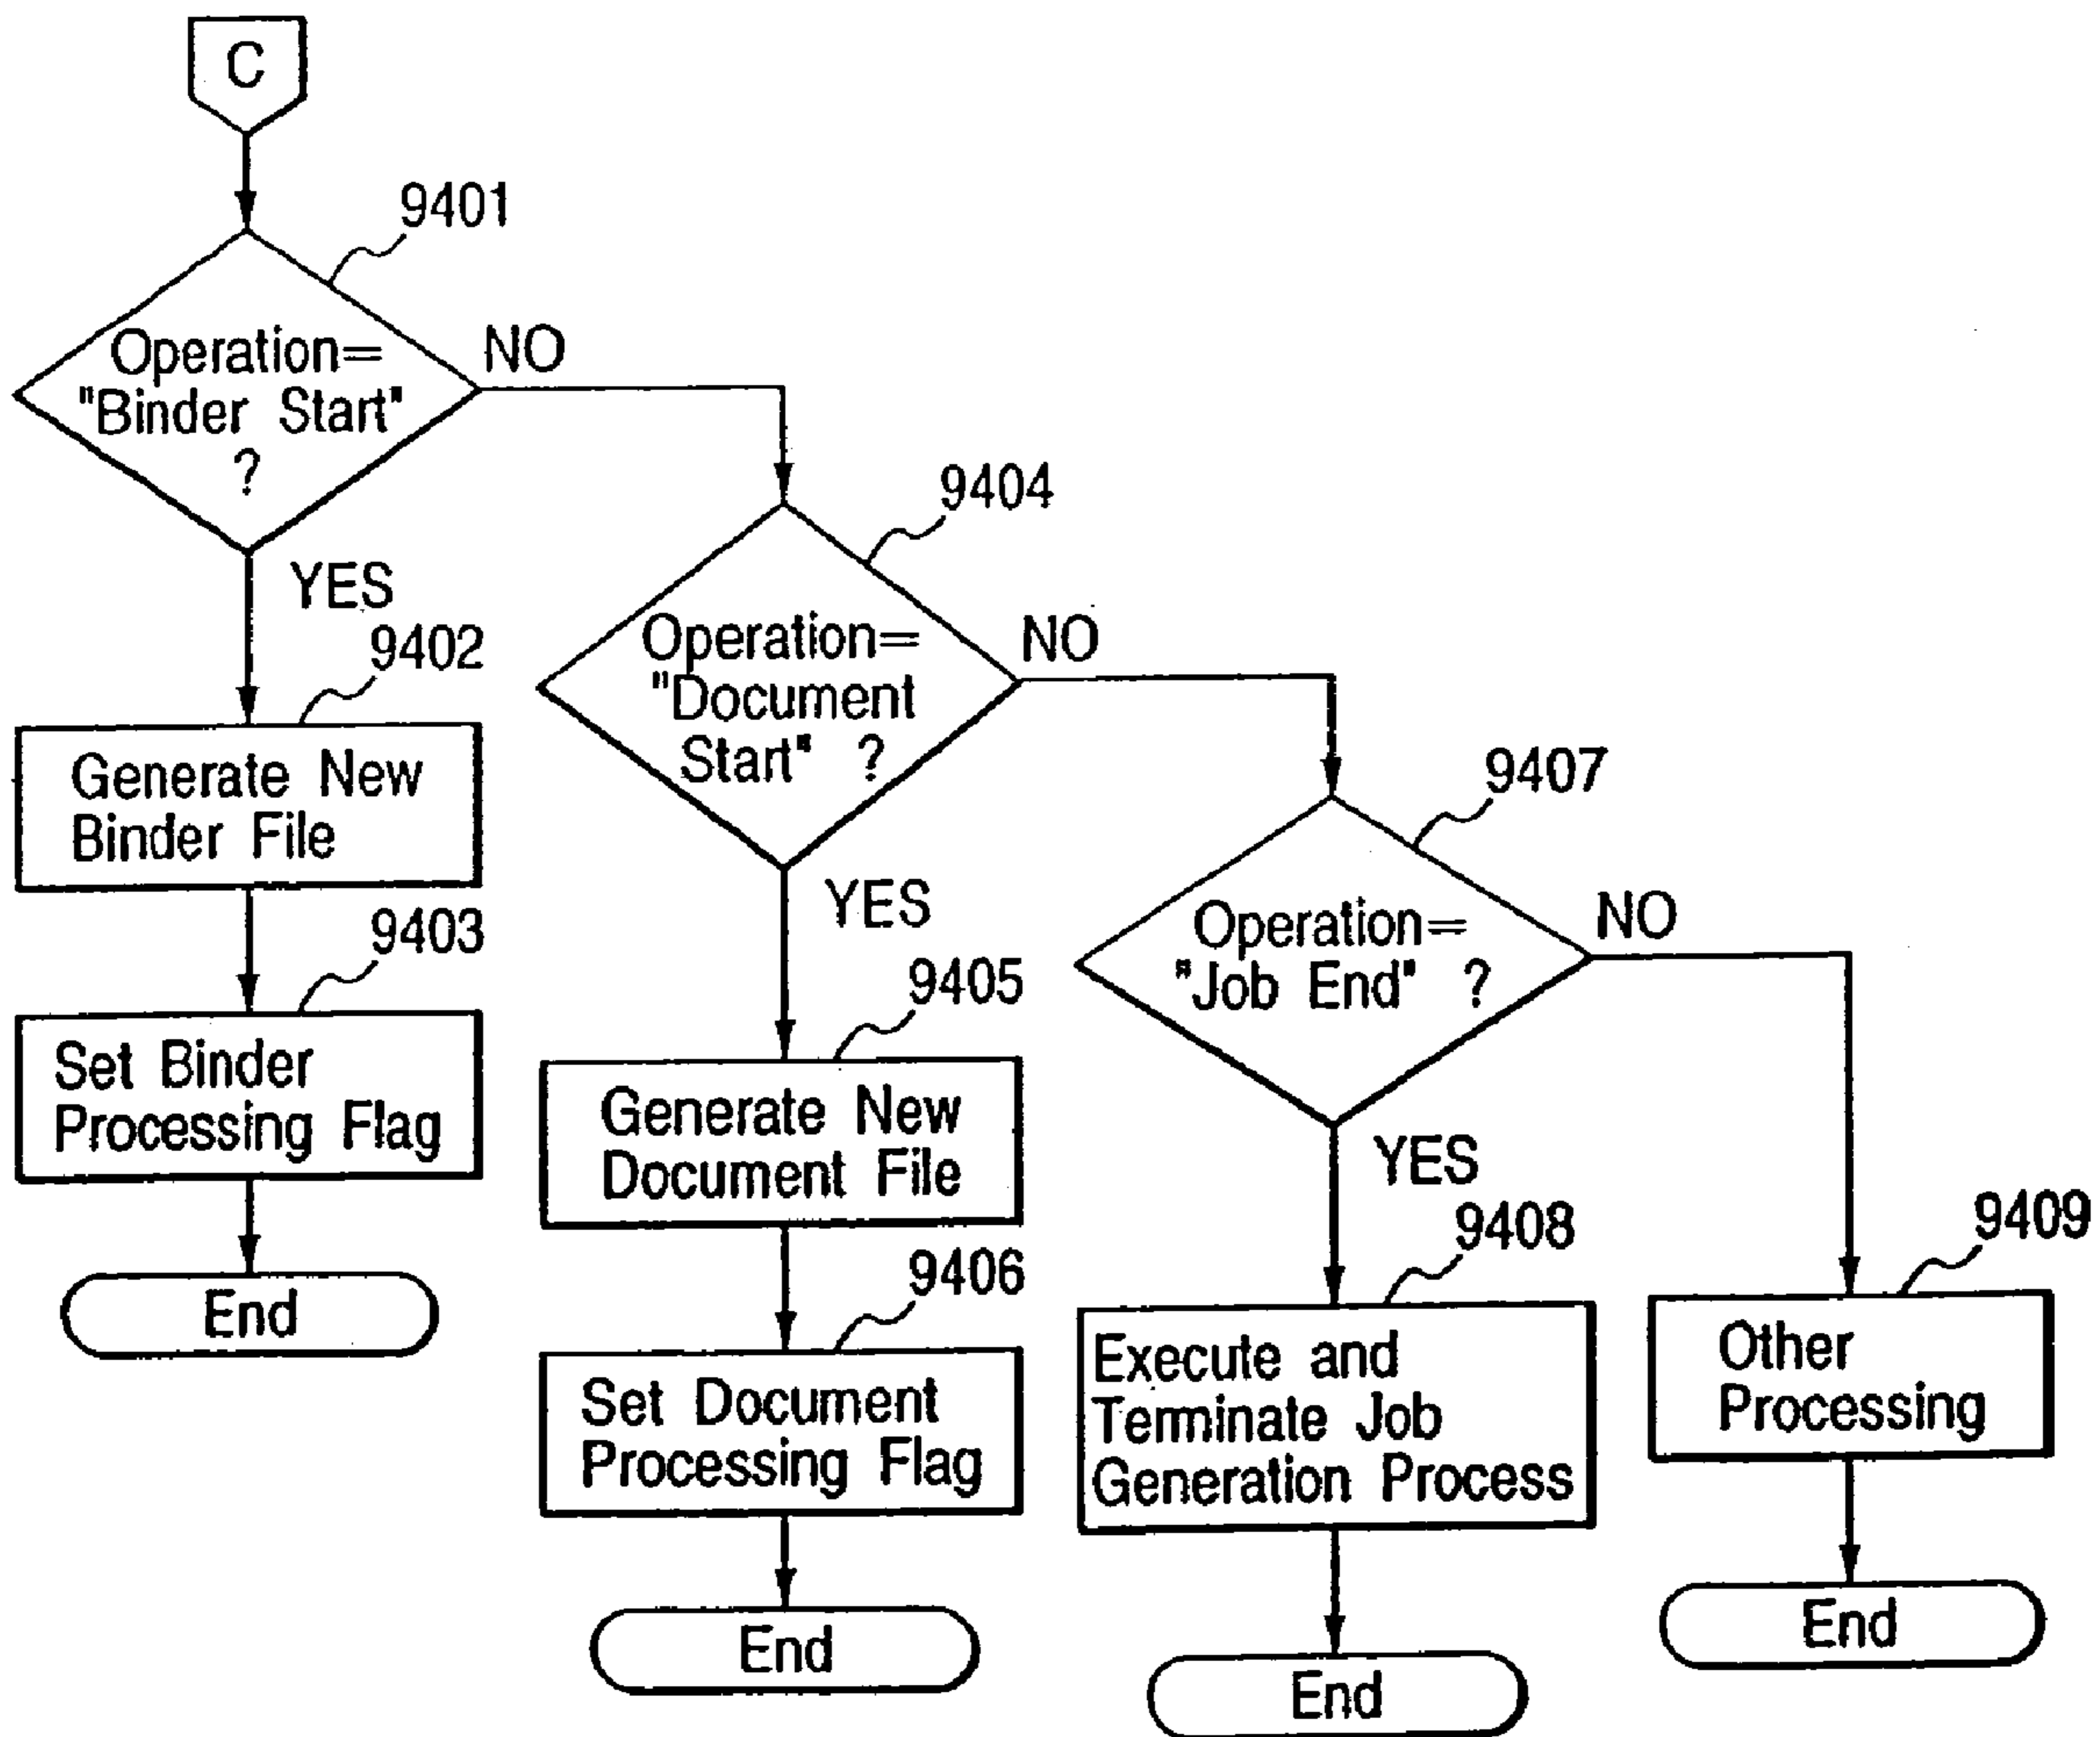 C
9401
Operation=
"Binder Start"
?
NO
YES
9402
Generate New
Binder File
9403
Set Binder
Processing Flag
End
9404
Operation=
"Document
Start" ?
NO
YES
9405
Generate New
Document File
9406
Set Document
Processing Flag
End
9407
Operation=
"Job End" ?
NO
YES
9408
Execute and
Terminate Job
Generation Process
End
9409
Other
Processing
End